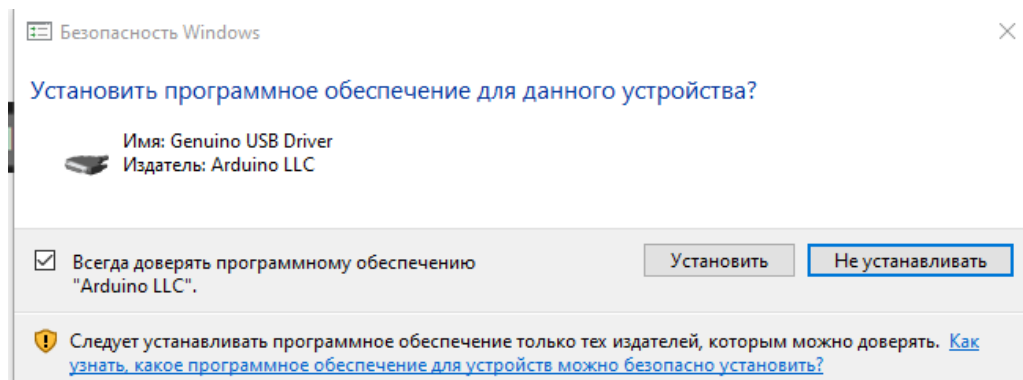 Безопасность Windows
Установить программное обеспечение для данного устройства?
Имя: Genuino USB Driver
Издатель: Arduino LLC
Всегда доверять программному обеспечению
"Arduino LLC".
Установить
Не устанавливать
Следует устанавливать программное обеспечение только тех издателей, которым можно доверять. Как
узнать, какое программное обеспечение для устройств можно безопасно установить?